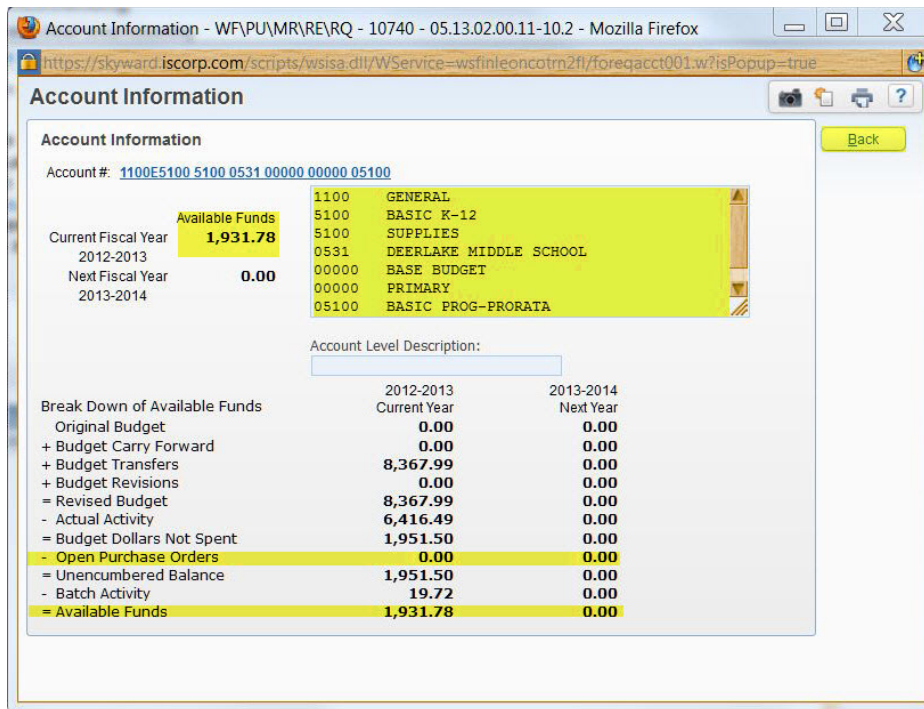 Account Information - WF\PU\MR\RE\RQ - 10740 - 05.13.02.00.11-10.2 - Mozilla Firefox
https://skyward.iscorp.com/scripts/wsisa.dll/WService=wsfinleoncotrn2fl/foreqacct001.w?isPopup=true
Account Information
?
Account Information
Back
Account #: 1100E5100 5100 0531 00000 00000 05100
Available Funds
Current Fiscal Year 1,931.78
2012-2013
Next Fiscal Year 0.00
2013-2014
1100 GENERAL
5100 BASIC K-12
5100 SUPPLIES
0531 DEERLAKE MIDDLE SCHOOL
00000 BASE BUDGET
00000 PRIMARY
05100 BASIC PROG-PRORATA
Account Level Description:
2012-2013 2013-2014
Break Down of Available Funds Current Year Next Year
Original Budget 0.00 0.00
+ Budget Carry Forward 0.00 0.00
+ Budget Transfers 8,367.99 0.00
+ Budget Revisions 0.00 0.00
= Revised Budget 8,367.99 0.00
- Actual Activity 6,416.49 0.00
= Budget Dollars Not Spent 1,951.50 0.00
- Open Purchase Orders 0.00 0.00
= Unencumbered Balance 1,951.50 0.00
- Batch Activity 19.72 0.00
= Available Funds 1,931.78 0.00